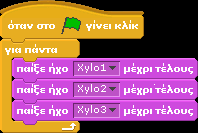 όταν στο γίνει κλίκ
για πάντα
παίξε ήχο Xylo1 μέχρι τέλους
παίξε ήχο Xylo2 μέχρι τέλους
παίξε ήχο Xylo3 μέχρι τέλους